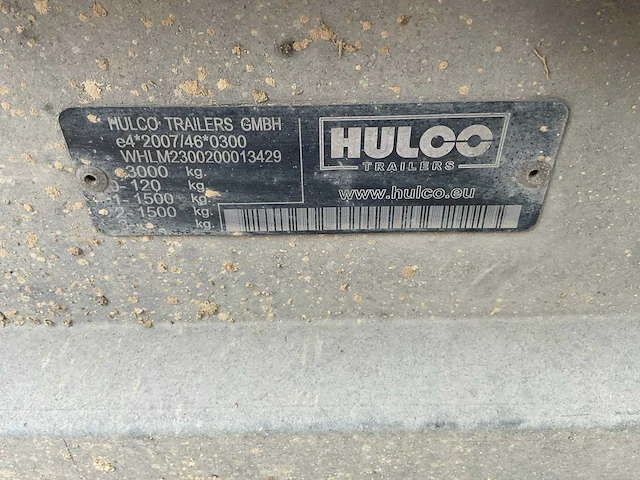 HULCO TRAILERS GMBH
e4*2007/46*0300
WHLM2300200013429
3000 kg.
0- 120 kg.
1- 1500 kg.
2- 1500 kg.
kg.
HULCO
TRAILERS
www.hulco.eu